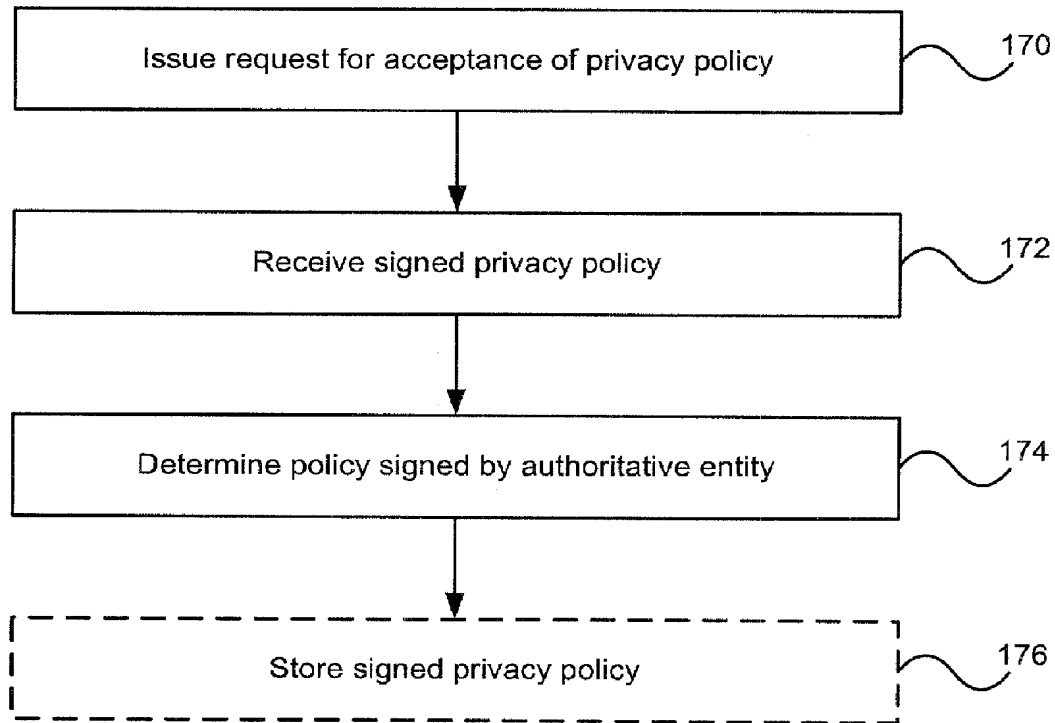 Issue request for acceptance of privacy policy
170
Receive signed privacy policy
172
Determine policy signed by authoritative entity
174
Store signed privacy policy
176